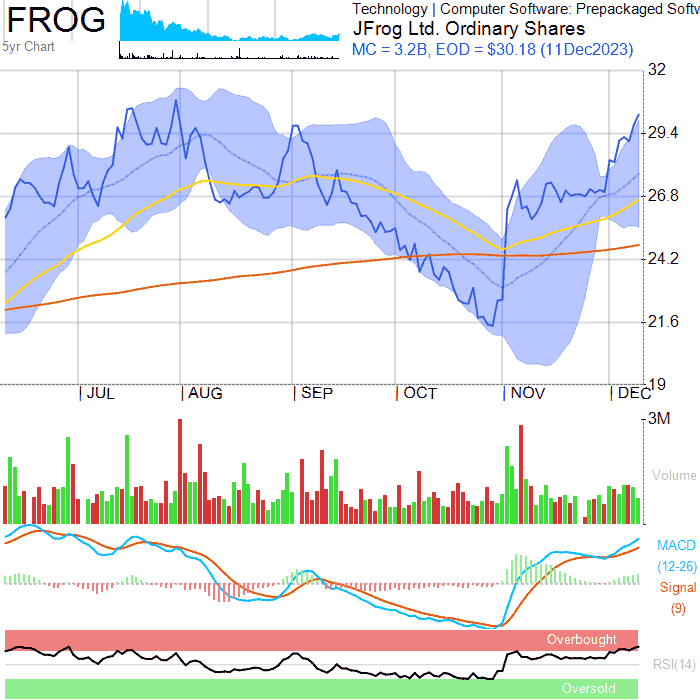 FROG
5yr Chart
Technology | Computer Software: Prepackaged Softw
JFrog Ltd. Ordinary Shares
MC = 3.2B, EOD = $30.18 (11Dec2023)
32
29.4
26.8
24.2
21.6
19
| JUL | AUG | SEP | OCT | NOV | DEC
3M
Volume
MACD
(12-26)
Signal
(9)
Overbought
RSI(14)
Oversold